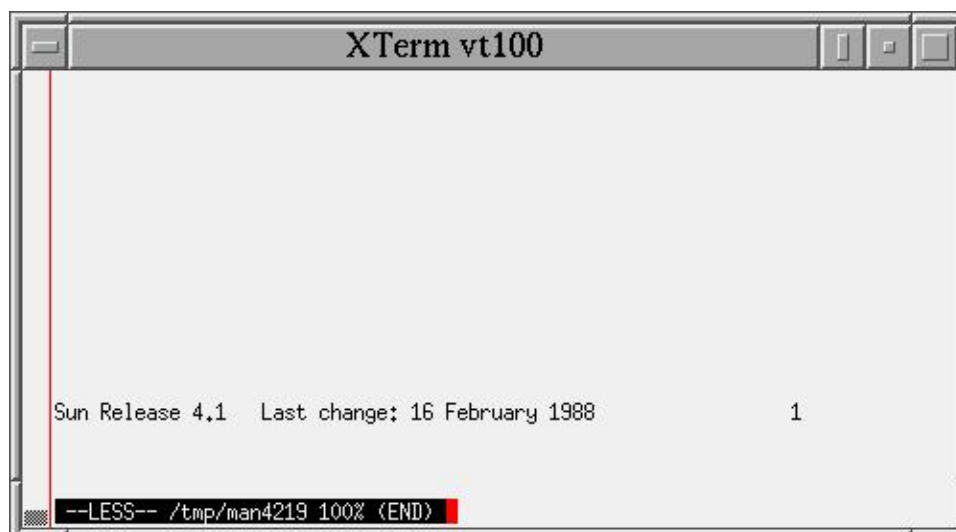 XTerm vt100
Sun Release 4.1 Last change: 16 February 1988 1
--LESS-- /tmp/man4219 100% (END)